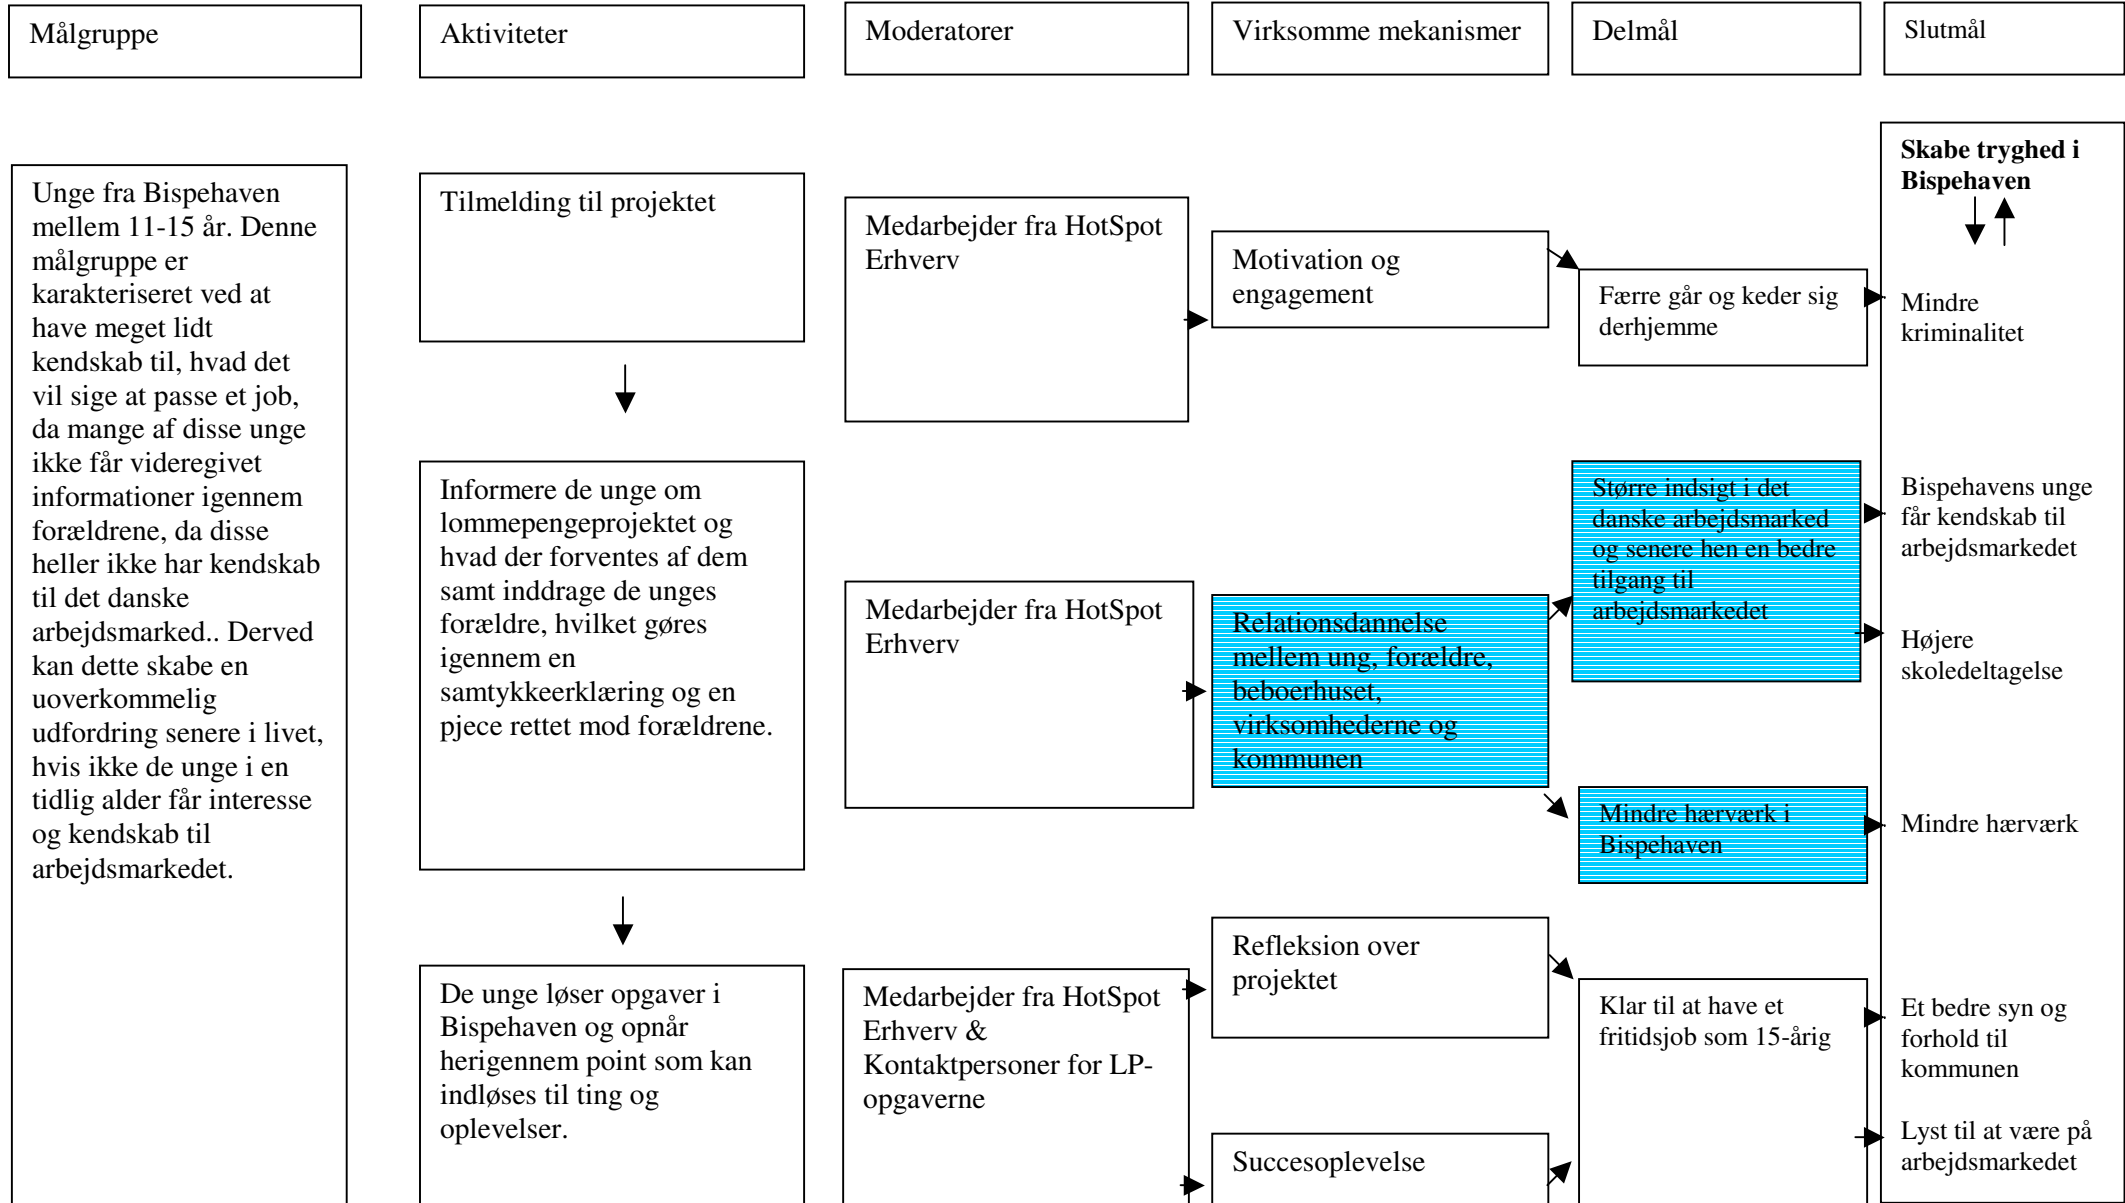 Målgruppe
Aktiviteter
Moderatorer
Virksomme mekanismer
Delmål
Slutmål
Unge fra Bispehaven
mellem 11-15 år. Denne
målgruppe er
karakteriseret ved at
have meget lidt
kendskab til, hvad det
vil sige at passe et job,
da mange af disse unge
ikke får videregivet
informationer igennem
forældrene, da disse
heller ikke har kendskab
til det danske
arbejdsmarked.. Derved
kan dette skabe en
uoverkommelig
udfordring senere i livet,
hvis ikke de unge i en
tidlig alder får interesse
og kendskab til
arbejdsmarkedet.
Tilmelding til projektet
Informere de unge om
lommepengeprojektet og
hvad der forventes af dem
samt inddrage de unges
forældre, hvilket gøres
igennem en
samtykkeerklæring og en
pjece rettet mod forældrene.
De unge løser opgaver i
Bispehaven og opnår
herigennem point som kan
indløses til ting og
oplevelser.
Medarbejder fra HotSpot
Erhverv
Medarbejder fra HotSpot
Erhverv
Medarbejder fra HotSpot
Erhverv &
Kontaktpersoner for LP-
opgaverne
Motivation og
engagement
Relationsdannelse
mellem ung, forældre,
beboerhuset,
virksomhederne og
kommunen
Refleksion over
projektet
Succesoplevelse
Færre går og keder sig
derhjemme
Større indsigt i det
danske arbejdsmarked
og senere hen en bedre
tilgang til
arbejdsmarkedet
Mindre hærværk i
Bispehaven
Klar til at have et
fritidsjob som 15-årig
Skabe tryghed i
Bispehaven
Mindre
kriminalitet
Bispehavens unge
får kendskab til
arbejdsmarkedet
Højere
skoledeltagelse
Mindre hærværk
Et bedre syn og
forhold til
kommunen
Lyst til at være på
arbejdsmarkedet